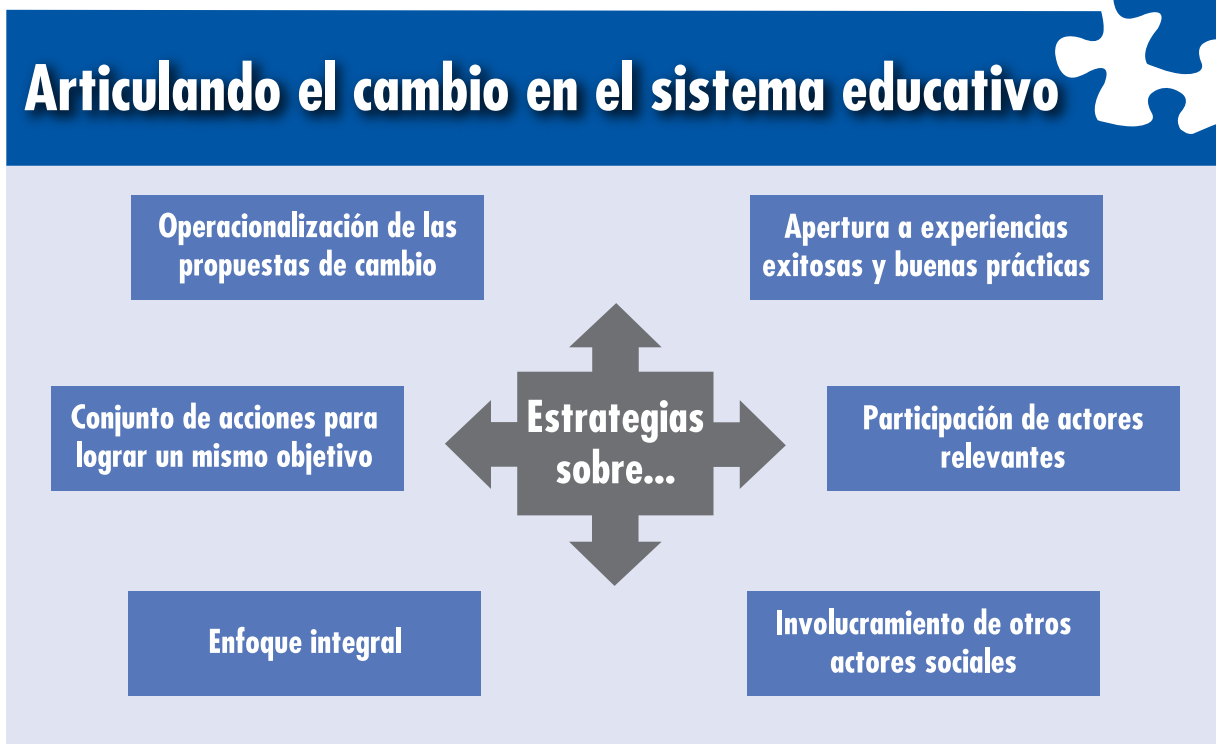 Articulando el cambio en el sistema educativo
Operacionalización de las
propuestas de cambio
Apertura a experiencias
exitosas y buenas prácticas
Conjunto de acciones para
lograr un mismo objetivo
Estrategias
sobre...
Participación de actores
relevantes
Enfoque integral
Involucramiento de otros
actores sociales